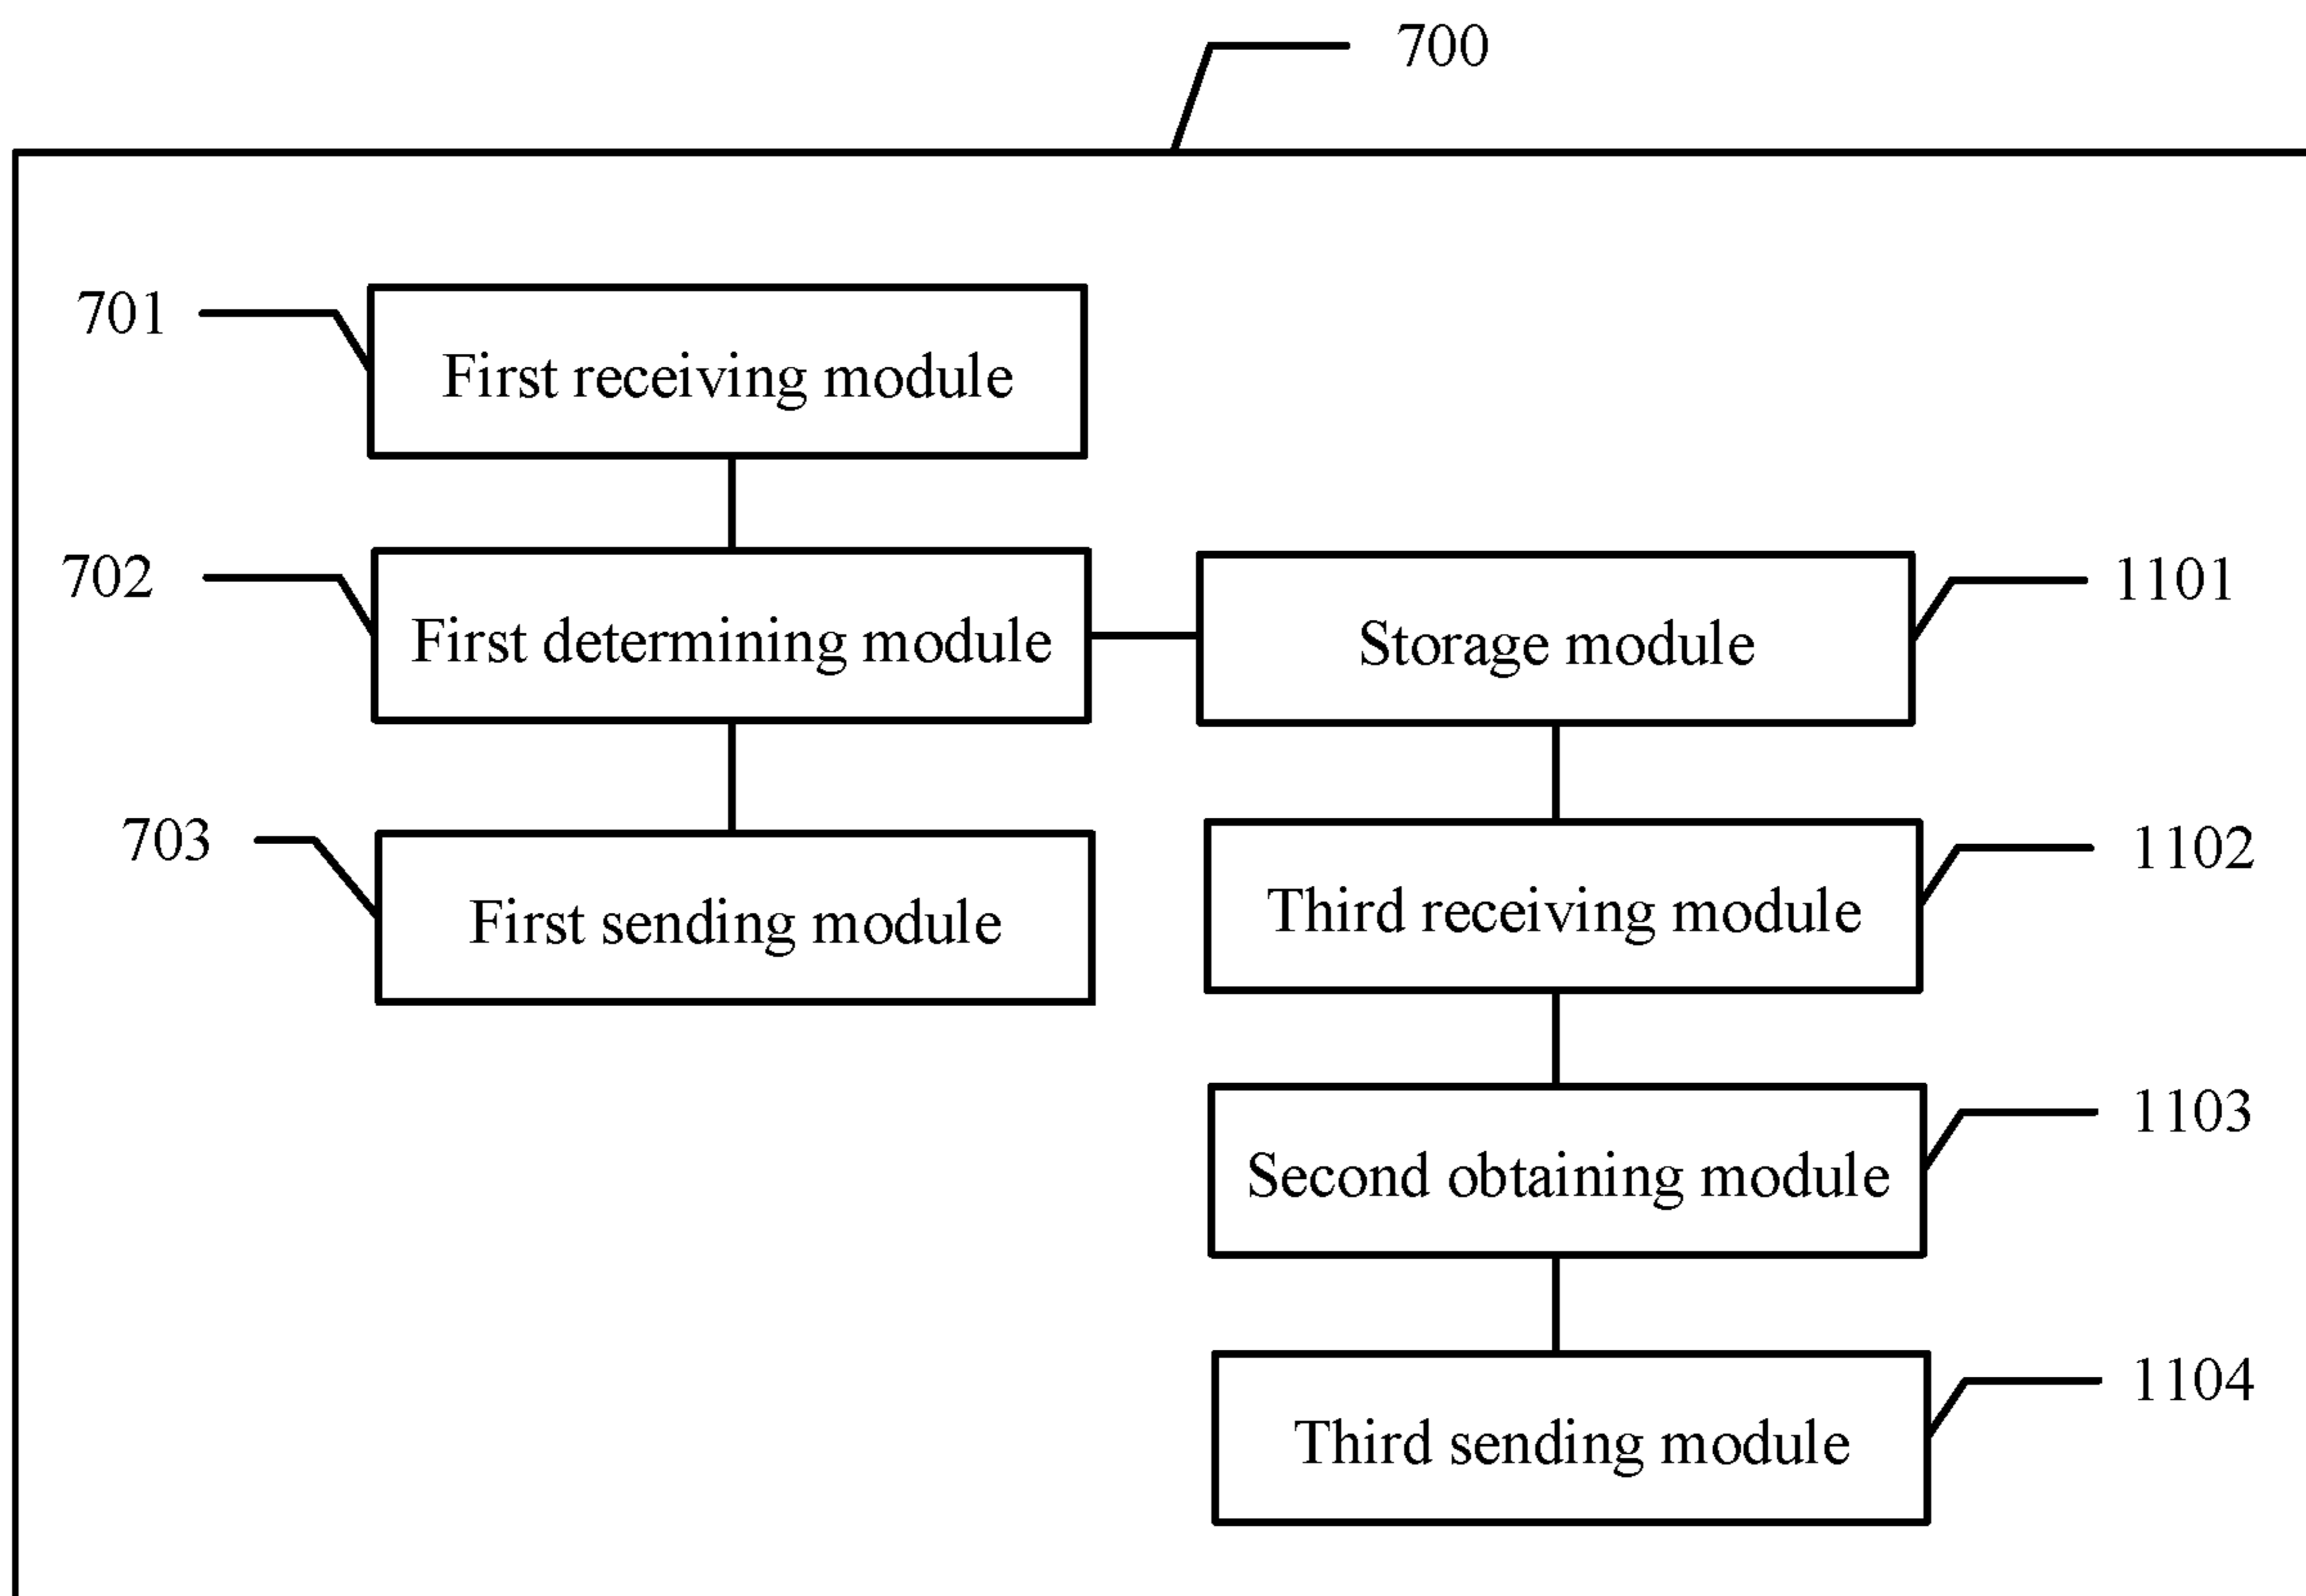 700
701
First receiving module
702
First determining module
Storage module
1101
703
First sending module
Third receiving module
1102
Second obtaining module
1103
Third sending module
1104